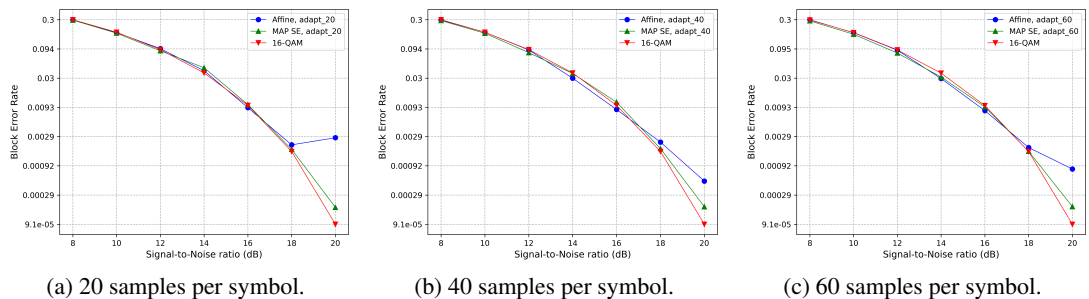 Affine, adapt_20
MAP SE, adapt_20
16-QAM
0.3
0.094
0.03
0.0093
0.0029
0.00092
0.00029
9.1e-05
Block Error Rate
8 10 12 14 16 18 20
Signal-to-Noise ratio (dB)
(a) 20 samples per symbol.
Affine, adapt_40
MAP SE, adapt_40
16-QAM
0.3
0.094
0.03
0.0093
0.0029
0.00092
0.00029
9.1e-05
Block Error Rate
8 10 12 14 16 18 20
Signal-to-Noise ratio (dB)
(b) 40 samples per symbol.
Affine, adapt_60
MAP SE, adapt_60
16-QAM
0.3
0.095
0.03
0.0093
0.0029
0.00092
0.00029
9.1e-05
Block Error Rate
8 10 12 14 16 18 20
Signal-to-Noise ratio (dB)
(c) 60 samples per symbol.